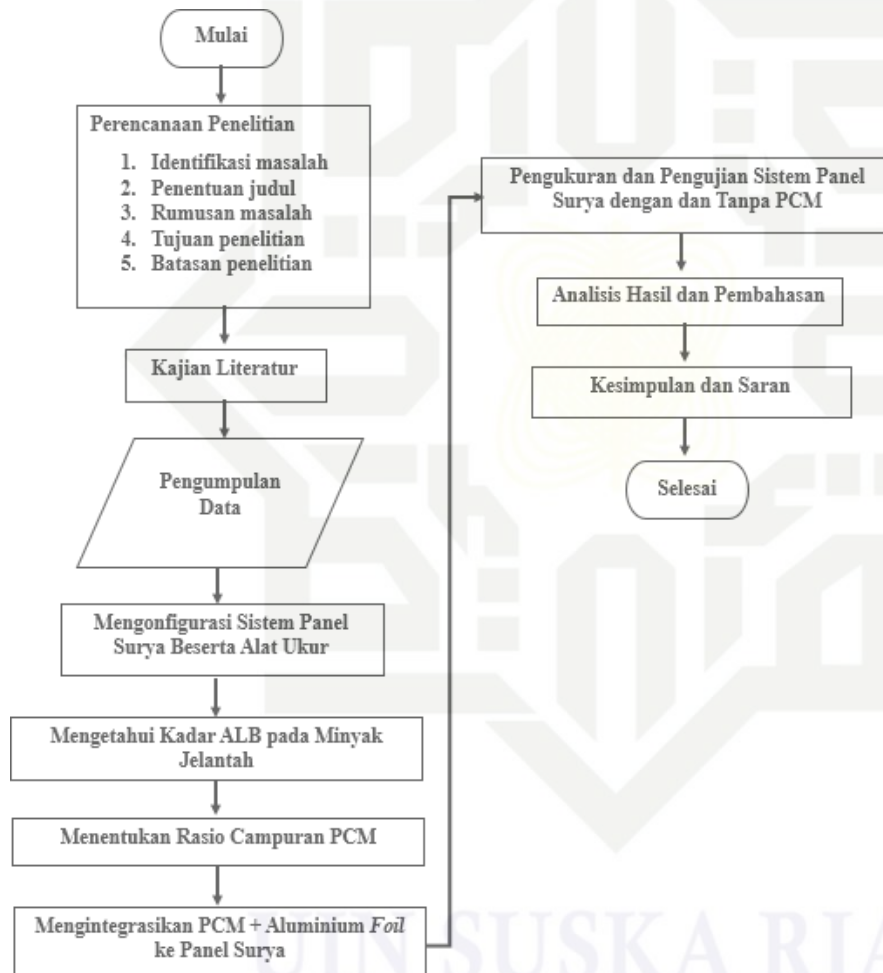 Mulai
Perencanaan Penelitian
1. Identifikasi masalah
2. Penentuan judul
3. Rumusan masalah
4. Tujuan penelitian
5. Batasan penelitian
Kajian Literatur
Pengumpulan
Data
Mengonfigurasi Sistem Panel
Surya Beserta Alat Ukur
Mengetahui Kadar ALB pada Minyak
Jelantah
Menentukan Rasio Campuran PCM
Mengintegrasikan PCM + Aluminium Foil
ke Panel Surya
Pengukuran dan Pengujian Sistem Panel
Surya dengan dan Tanpa PCM
Analisis Hasil dan Pembahasan
Kesimpulan dan Saran
Selesai
UIN SUSKA RIA